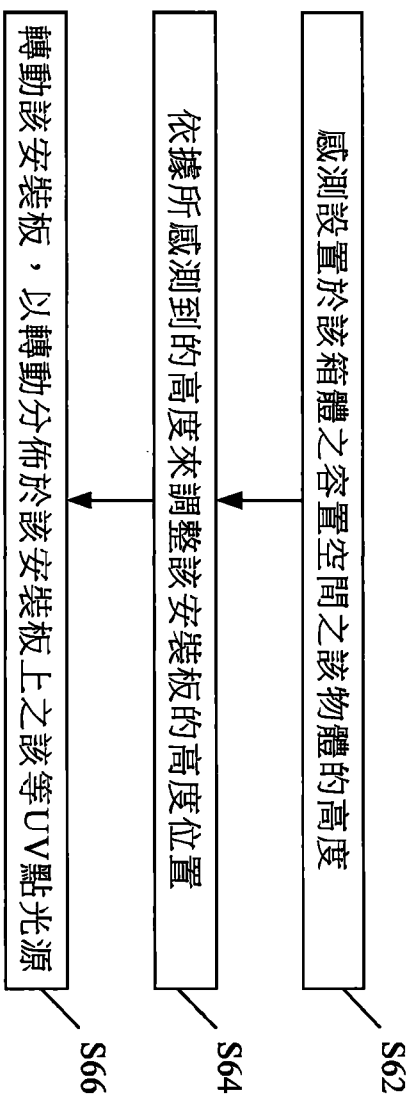 感測設置於該箱體之容置空間之該物體的高度
S62
依據所感測到的高度來調整該安裝板的高度位置
S64
轉動該安裝板，以轉動分佈於該安裝板上之該等UV點光源
S66